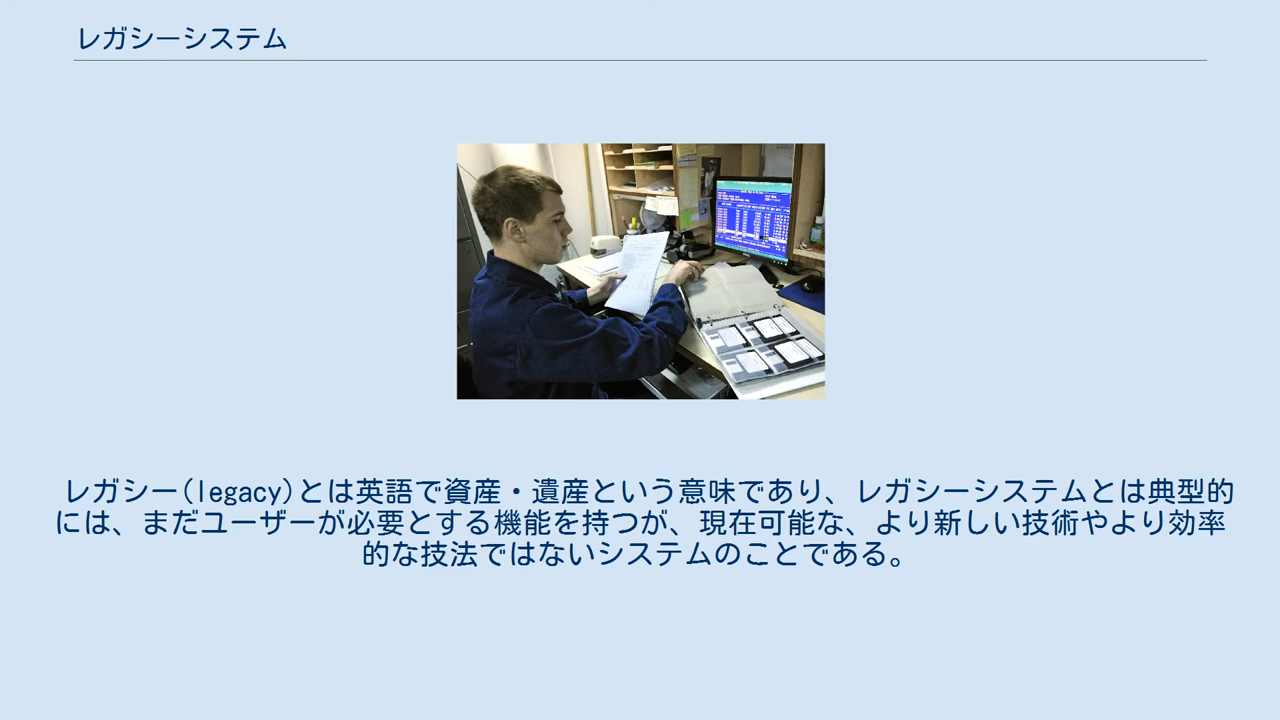 レガシーシステム
レガシー(legacy)とは英語で資産・遺産という意味であり、レガシーシステムとは典型的
には、まだユーザーが必要とする機能を持つが、現在可能な、より新しい技術やより効率
的な技法ではないシステムのことである。